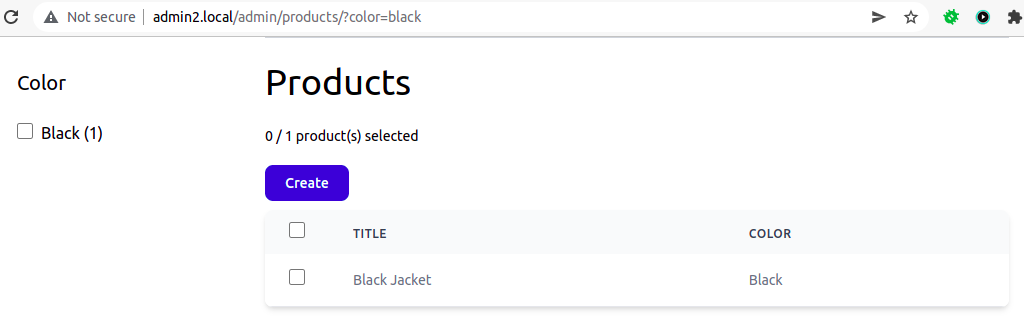 Not secure | admin2.local/admin/products/?color=black
Color
Black (1)
Products
0 / 1 product(s) selected
Create
TITLE COLOR
Black Jacket Black